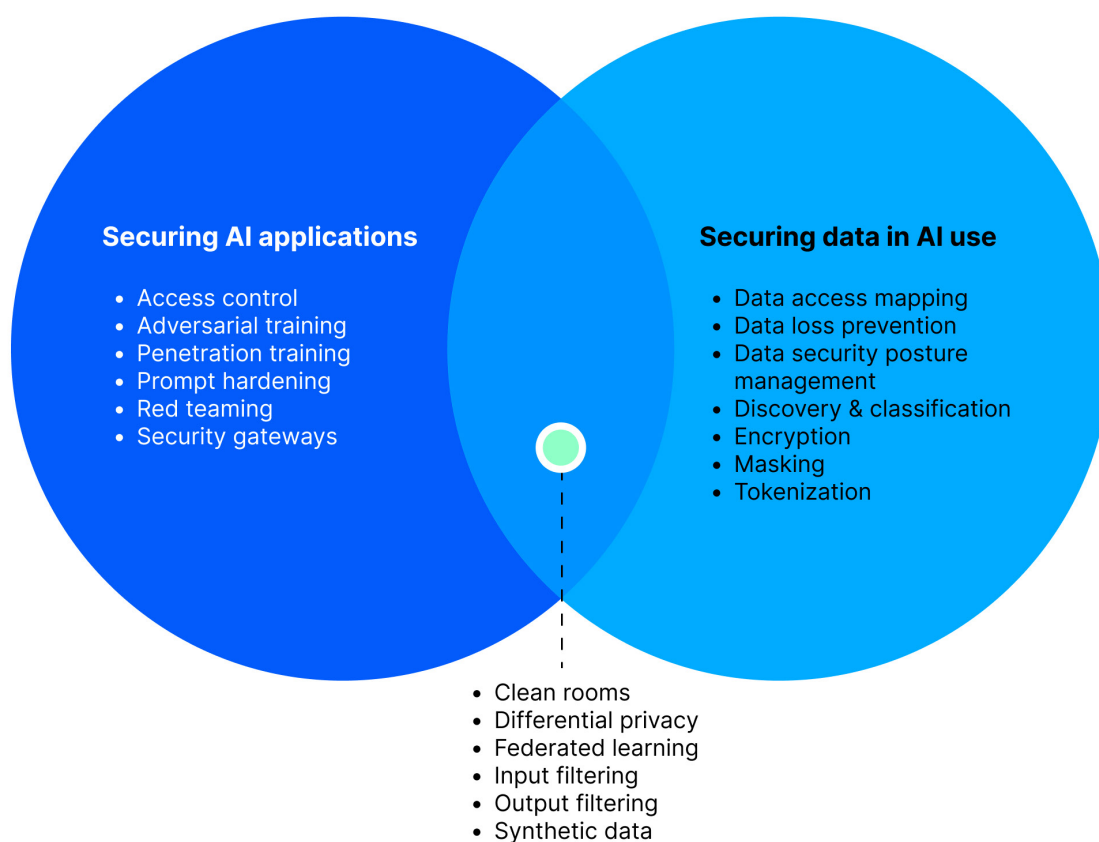 Securing AI applications
• Access control
• Adversarial training
• Penetration training
• Prompt hardening
• Red teaming
• Security gateways
Securing data in AI use
• Data access mapping
• Data loss prevention
• Data security posture
management
• Discovery & classification
• Encryption
• Masking
• Tokenization
• Clean rooms
• Differential privacy
• Federated learning
• Input filtering
• Output filtering
• Synthetic data